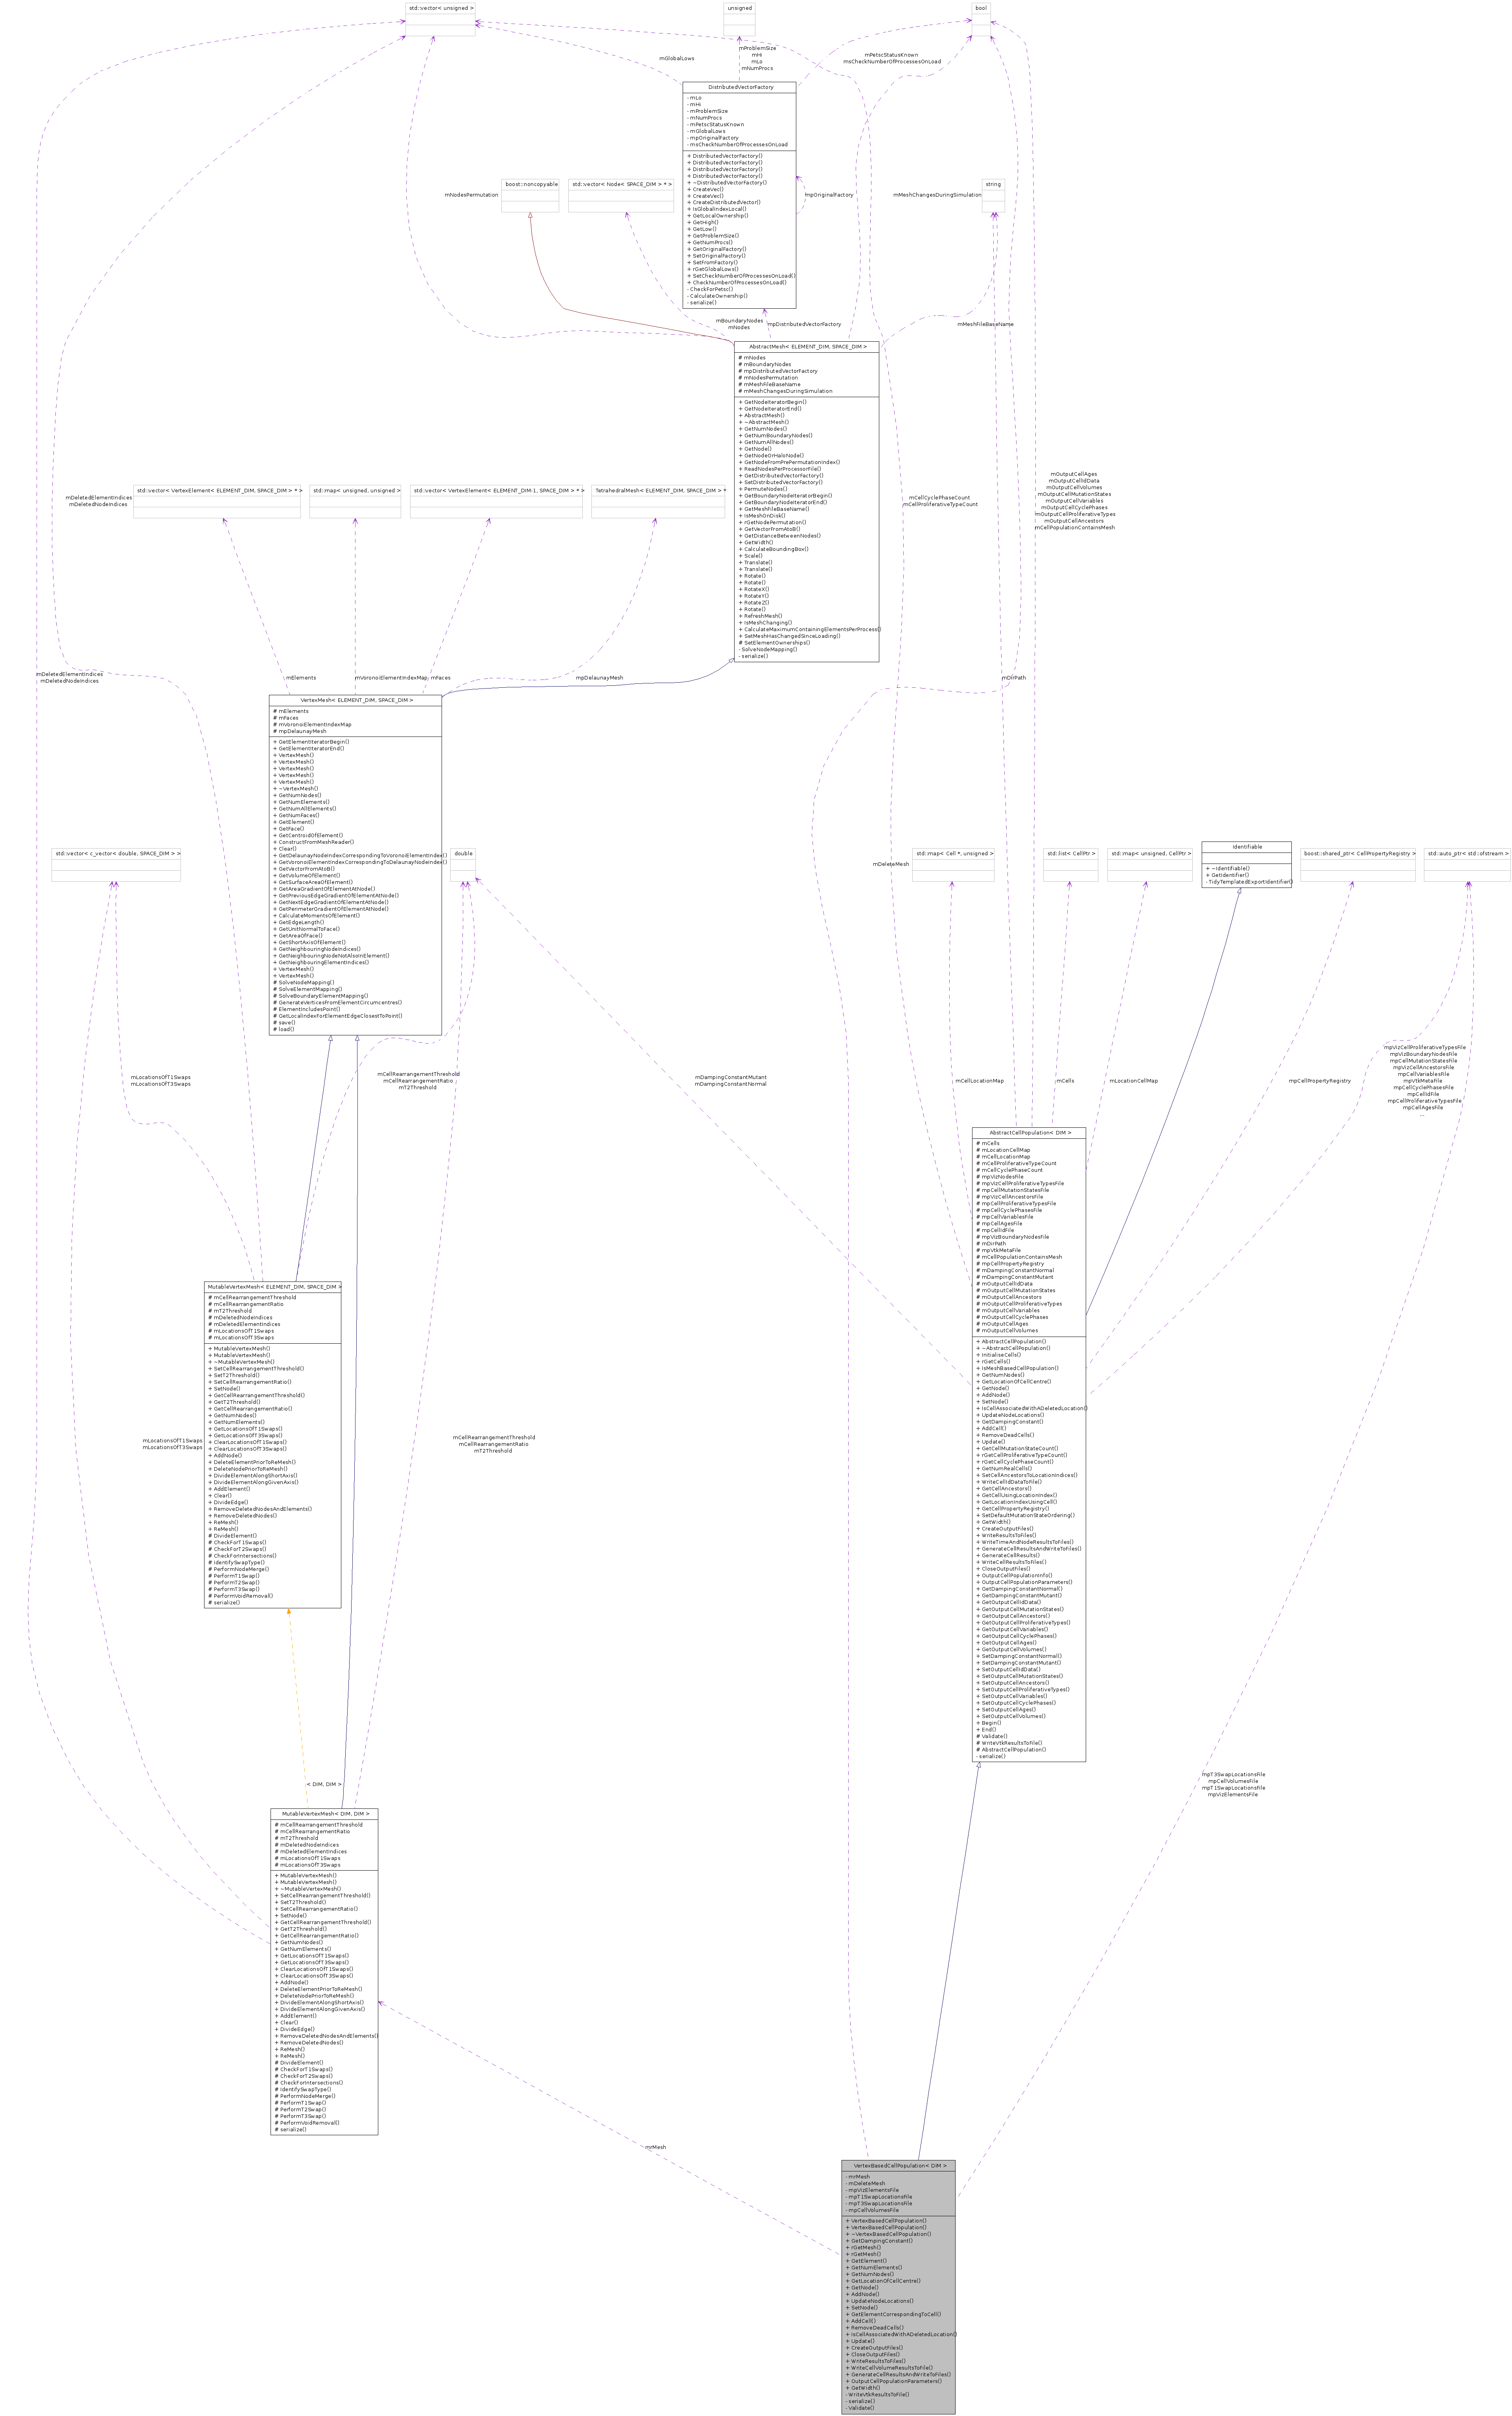 std::vector< unsigned >
unsigned
bool
mProblemSize
mHi
mLo
mNumProcs
mGlobalLows
mPetscStatusKnown
msCheckNumberOfProcessesOnLoad
DistributedVectorFactory
- mLo
- mHi
- mProblemSize
- mNumProcs
- mPetscStatusKnown
- mGlobalLows
- mpOriginalFactory
- msCheckNumberOfProcessesOnLoad
+ DistributedVectorFactory()
+ DistributedVectorFactory()
+ DistributedVectorFactory()
+ DistributedVectorFactory()
+ ~DistributedVectorFactory()
+ CreateVec()
+ CreateVec()
+ CreateDistributedVector()
+ IsGlobalIndexLocal()
+ GetLocalOwnership()
+ GetHigh()
+ GetLow()
+ GetProblemSize()
+ GetNumProcs()
+ GetOriginalFactory()
+ SetOriginalFactory()
+ SetFromFactory()
+ rGetGlobalLows()
+ SetCheckNumberOfProcessesOnLoad()
+ CheckNumberOfProcessesOnLoad()
- CheckForPetsc()
- CalculateOwnership()
- serialize()
mNodesPermutation
boost::noncopyable
std::vector< Node< SPACE_DIM > * >
mpOriginalFactory
mMeshChangesDuringSimulation
string
mBoundaryNodes
mNodes
mpDistributedVectorFactory
mMeshFileBaseName
AbstractMesh< ELEMENT_DIM, SPACE_DIM >
# mNodes
# mBoundaryNodes
# mpDistributedVectorFactory
# mNodesPermutation
# mMeshFileBaseName
# mMeshChangesDuringSimulation
+ GetNodeIteratorBegin()
+ GetNodeIteratorEnd()
+ AbstractMesh()
+ ~AbstractMesh()
+ GetNumNodes()
+ GetNumBoundaryNodes()
+ GetNumAllNodes()
+ GetNode()
+ GetNodeOrHaloNode()
+ GetNodeFromPrePermutationIndex()
+ ReadNodesPerProcessorFile()
+ GetDistributedVectorFactory()
+ SetDistributedVectorFactory()
+ PermuteNodes()
+ GetBoundaryNodeIteratorBegin()
+ GetBoundaryNodeIteratorEnd()
+ GetMeshFileBaseName()
+ IsMeshOnDisk()
+ rGetNodePermutation()
+ GetVectorFromAtoB()
+ GetDistanceBetweenNodes()
+ GetWidth()
+ CalculateBoundingBox()
+ Scale()
+ Translate()
+ Translate()
+ Rotate()
+ Rotate()
+ RotateX()
+ RotateY()
+ RotateZ()
+ Rotate()
+ RefreshMesh()
+ IsMeshChanging()
+ CalculateMaximumContainingElementsPerProcess()
+ SetMeshHasChangedSinceLoading()
# SetElementOwnerships()
- SolveNodeMapping()
- serialize()
mDeletedElementIndices
mDeletedNodeIndices
std::vector< VertexElement< ELEMENT_DIM, SPACE_DIM > * >
std::map< unsigned, unsigned >
std::vector< VertexElement< ELEMENT_DIM-1, SPACE_DIM > * >
TetrahedralMesh< ELEMENT_DIM, SPACE_DIM > *
mCellCyclePhaseCount
mCellProliferativeTypeCount
mOutputCellAges
mOutputCellIdData
mOutputCellVolumes
mOutputCellMutationStates
mOutputCellVariables
mOutputCellCyclePhases
mOutputCellProliferativeTypes
mOutputCellAncestors
mCellPopulationContainsMesh
mDeletedElementIndices
mDeletedNodeIndices
mElements
mVoronoiElementIndexMap
mFaces
mpDelaunayMesh
mDirPath
VertexMesh< ELEMENT_DIM, SPACE_DIM >
# mElements
# mFaces
# mVoronoiElementIndexMap
# mpDelaunayMesh
+ GetElementIteratorBegin()
+ GetElementIteratorEnd()
+ VertexMesh()
+ VertexMesh()
+ VertexMesh()
+ VertexMesh()
+ VertexMesh()
+ ~VertexMesh()
+ GetNumNodes()
+ GetNumElements()
+ GetNumAllElements()
+ GetNumFaces()
+ GetElement()
+ GetFace()
+ GetCentroidOfElement()
+ ConstructFromMeshReader()
+ Clear()
+ GetDelaunayNodeIndexCorrespondingToVoronoiElementIndex()
+ GetVoronoiElementIndexCorrespondingToDelaunayNodeIndex()
+ GetVectorFromAtoB()
+ GetVolumeOfElement()
+ GetSurfaceAreaOfElement()
+ GetAreaGradientOfElementAtNode()
+ GetPreviousEdgeGradientOfElementAtNode()
+ GetNextEdgeGradientOfElementAtNode()
+ GetPerimeterGradientOfElementAtNode()
+ CalculateMomentsOfElement()
+ GetEdgeLength()
+ GetUnitNormalToFace()
+ GetAreaOfFace()
+ GetShortAxisOfElement()
+ GetNeighbouringNodeIndices()
+ GetNeighbouringNodeNotAlsoInElement()
+ GetNeighbouringElementIndices()
+ VertexMesh()
+ VertexMesh()
# SolveNodeMapping()
# SolveElementMapping()
# SolveBoundaryElementMapping()
# GenerateVerticesFromElementCircumcentres()
# ElementIncludesPoint()
# GetLocalIndexForElementEdgeClosestToPoint()
# save()
# load()
std::vector< c_vector< double, SPACE_DIM > >
double
mDeleteMesh
std::map< Cell *, unsigned >
std::list< CellPtr >
std::map< unsigned, CellPtr >
Identifiable
+ ~Identifiable()
+ GetIdentifier()
- TidyTemplatedExportIdentifier()
boost::shared_ptr< CellPropertyRegistry >
std::auto_ptr< std::ofstream >
mLocationsOfT1Swaps
mLocationsOfT3Swaps
mCellRearrangementThreshold
mCellRearrangementRatio
mT2Threshold
mDampingConstantMutant
mDampingConstantNormal
mCellLocationMap
mCells
mLocationCellMap
mpCellPropertyRegistry
mpVizCellProliferativeTypesFile
mpVizBoundaryNodesFile
mpCellMutationStatesFile
mpVizCellAncestorsFile
mpCellVariablesFile
mpVtkMetaFile
mpCellCyclePhasesFile
mpCellIdFile
mpCellProliferativeTypesFile
mpCellAgesFile
...
AbstractCellPopulation< DIM >
# mCells
# mLocationCellMap
# mCellLocationMap
# mCellProliferativeTypeCount
# mCellCyclePhaseCount
# mpVizNodesFile
# mpVizCellProliferativeTypesFile
# mpCellMutationStatesFile
# mpVizCellAncestorsFile
# mpCellProliferativeTypesFile
# mpCellCyclePhasesFile
# mpCellVariablesFile
# mpCellAgesFile
# mpCellIdFile
# mpVizBoundaryNodesFile
# mDirPath
# mpVtkMetaFile
# mCellPopulationContainsMesh
# mpCellPropertyRegistry
# mDampingConstantNormal
# mDampingConstantMutant
# mOutputCellIdData
# mOutputCellMutationStates
# mOutputCellAncestors
# mOutputCellProliferativeTypes
# mOutputCellVariables
# mOutputCellCyclePhases
# mOutputCellAges
# mOutputCellVolumes
+ AbstractCellPopulation()
+ ~AbstractCellPopulation()
+ InitialiseCells()
+ rGetCells()
+ IsMeshBasedCellPopulation()
+ GetNumNodes()
+ GetLocationOfCellCentre()
+ GetNode()
+ AddNode()
+ SetNode()
+ IsCellAssociatedWithADeletedLocation()
+ UpdateNodeLocations()
+ GetDampingConstant()
+ AddCell()
+ RemoveDeadCells()
+ Update()
+ GetCellMutationStateCount()
+ rGetCellProliferativeTypeCount()
+ rGetCellCyclePhaseCount()
+ GetNumRealCells()
+ SetCellAncestorsToLocationIndices()
+ WriteCellIdDataToFile()
+ GetCellAncestors()
+ GetCellUsingLocationIndex()
+ GetLocationIndexUsingCell()
+ GetCellPropertyRegistry()
+ SetDefaultMutationStateOrdering()
+ GetWidth()
+ CreateOutputFiles()
+ WriteResultsToFiles()
+ WriteTimeAndNodeResultsToFiles()
+ GenerateCellResultsAndWriteToFiles()
+ GenerateCellResults()
+ WriteCellResultsToFiles()
+ CloseOutputFiles()
+ OutputCellPopulationInfo()
+ OutputCellPopulationParameters()
+ GetDampingConstantNormal()
+ GetDampingConstantMutant()
+ GetOutputCellIdData()
+ GetOutputCellMutationStates()
+ GetOutputCellAncestors()
+ GetOutputCellProliferativeTypes()
+ GetOutputCellVariables()
+ GetOutputCellCyclePhases()
+ GetOutputCellAges()
+ GetOutputCellVolumes()
+ SetDampingConstantNormal()
+ SetDampingConstantMutant()
+ SetOutputCellIdData()
+ SetOutputCellMutationStates()
+ SetOutputCellAncestors()
+ SetOutputCellProliferativeTypes()
+ SetOutputCellVariables()
+ SetOutputCellCyclePhases()
+ SetOutputCellAges()
+ SetOutputCellVolumes()
+ Begin()
+ End()
# Validate()
# WriteVtkResultsToFile()
# AbstractCellPopulation()
- serialize()
MutableVertexMesh< ELEMENT_DIM, SPACE_DIM >
# mCellRearrangementThreshold
# mCellRearrangementRatio
# mT2Threshold
# mDeletedNodeIndices
# mDeletedElementIndices
# mLocationsOfT1Swaps
# mLocationsOfT3Swaps
+ MutableVertexMesh()
+ MutableVertexMesh()
+ ~MutableVertexMesh()
+ SetCellRearrangementThreshold()
+ SetT2Threshold()
+ SetCellRearrangementRatio()
+ SetNode()
+ GetCellRearrangementThreshold()
+ GetT2Threshold()
+ GetCellRearrangementRatio()
+ GetNumNodes()
+ GetNumElements()
+ GetLocationsOfT1Swaps()
+ GetLocationsOfT3Swaps()
+ ClearLocationsOfT1Swaps()
+ ClearLocationsOfT3Swaps()
+ AddNode()
+ DeleteElementPriorToReMesh()
+ DeleteNodePriorToReMesh()
+ DivideElementAlongShortAxis()
+ DivideElementAlongGivenAxis()
+ AddElement()
+ Clear()
+ DivideEdge()
+ RemoveDeletedNodesAndElements()
+ RemoveDeletedNodes()
+ ReMesh()
+ ReMesh()
# DivideElement()
# CheckForT1Swaps()
# CheckForT2Swaps()
# CheckForIntersections()
# IdentifySwapType()
# PerformNodeMerge()
# PerformT1Swap()
# PerformT2Swap()
# PerformT3Swap()
# PerformVoidRemoval()
# serialize()
mLocationsOfT1Swaps
mLocationsOfT3Swaps
mCellRearrangementThreshold
mCellRearrangementRatio
mT2Threshold
< DIM, DIM >
mpT3SwapLocationsFile
mpCellVolumesFile
mpT1SwapLocationsFile
mpVizElementsFile
MutableVertexMesh< DIM, DIM >
# mCellRearrangementThreshold
# mCellRearrangementRatio
# mT2Threshold
# mDeletedNodeIndices
# mDeletedElementIndices
# mLocationsOfT1Swaps
# mLocationsOfT3Swaps
+ MutableVertexMesh()
+ MutableVertexMesh()
+ ~MutableVertexMesh()
+ SetCellRearrangementThreshold()
+ SetT2Threshold()
+ SetCellRearrangementRatio()
+ SetNode()
+ GetCellRearrangementThreshold()
+ GetT2Threshold()
+ GetCellRearrangementRatio()
+ GetNumNodes()
+ GetNumElements()
+ GetLocationsOfT1Swaps()
+ GetLocationsOfT3Swaps()
+ ClearLocationsOfT1Swaps()
+ ClearLocationsOfT3Swaps()
+ AddNode()
+ DeleteElementPriorToReMesh()
+ DeleteNodePriorToReMesh()
+ DivideElementAlongShortAxis()
+ DivideElementAlongGivenAxis()
+ AddElement()
+ Clear()
+ DivideEdge()
+ RemoveDeletedNodesAndElements()
+ RemoveDeletedNodes()
+ ReMesh()
+ ReMesh()
# DivideElement()
# CheckForT1Swaps()
# CheckForT2Swaps()
# CheckForIntersections()
# IdentifySwapType()
# PerformNodeMerge()
# PerformT1Swap()
# PerformT2Swap()
# PerformT3Swap()
# PerformVoidRemoval()
# serialize()
mrMesh
VertexBasedCellPopulation< DIM >
- mrMesh
- mDeleteMesh
- mpVizElementsFile
- mpT1SwapLocationsFile
- mpT3SwapLocationsFile
- mpCellVolumesFile
+ VertexBasedCellPopulation()
+ VertexBasedCellPopulation()
+ ~VertexBasedCellPopulation()
+ GetDampingConstant()
+ rGetMesh()
+ rGetMesh()
+ GetElement()
+ GetNumElements()
+ GetNumNodes()
+ GetLocationOfCellCentre()
+ GetNode()
+ AddNode()
+ UpdateNodeLocations()
+ SetNode()
+ GetElementCorrespondingToCell()
+ AddCell()
+ RemoveDeadCells()
+ IsCellAssociatedWithADeletedLocation()
+ Update()
+ CreateOutputFiles()
+ CloseOutputFiles()
+ WriteResultsToFiles()
+ WriteCellVolumeResultsToFile()
+ GenerateCellResultsAndWriteToFiles()
+ OutputCellPopulationParameters()
+ GetWidth()
- WriteVtkResultsToFile()
- serialize()
- Validate()